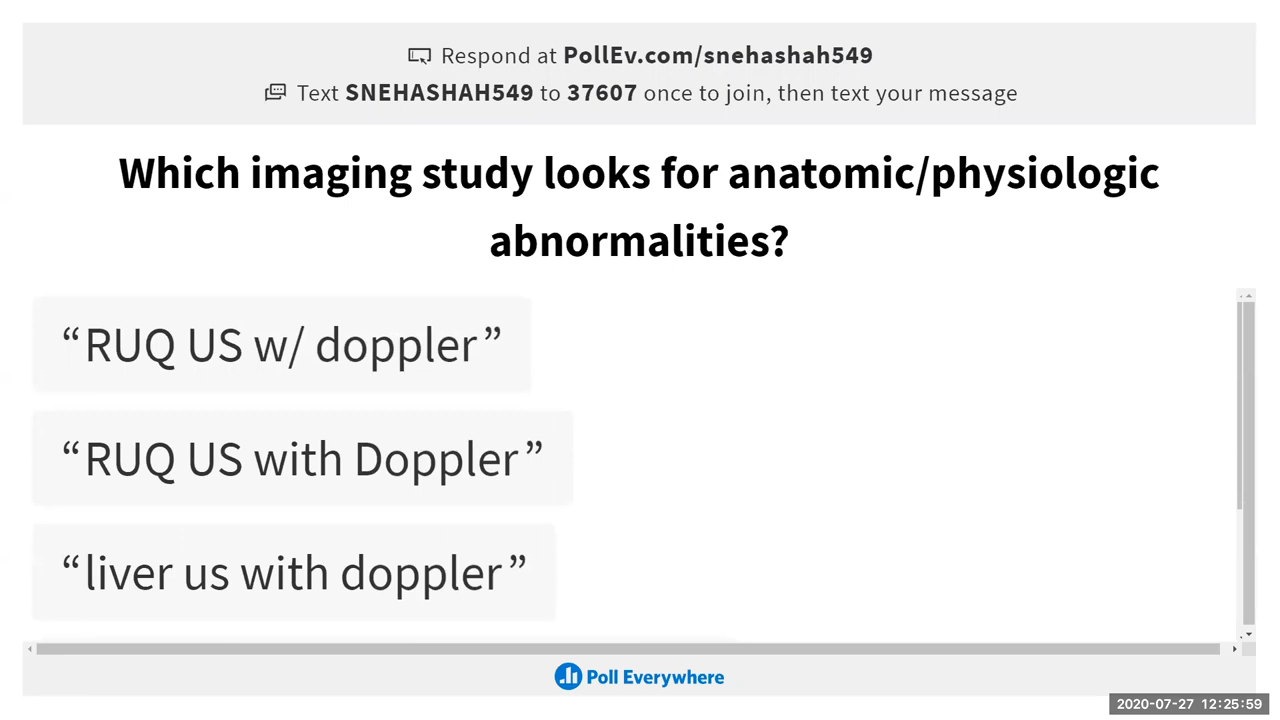 Respond at PollEv.com/snehashah549
Text SNEHASHAH549 to 37607 once to join, then text your message
Which imaging study looks for anatomic/physiologic
abnormalities?
“RUQ US w/ doppler”
“RUQ US with Doppler”
“liver us with doppler”
Poll Everywhere
2020-07-27 12:25:59